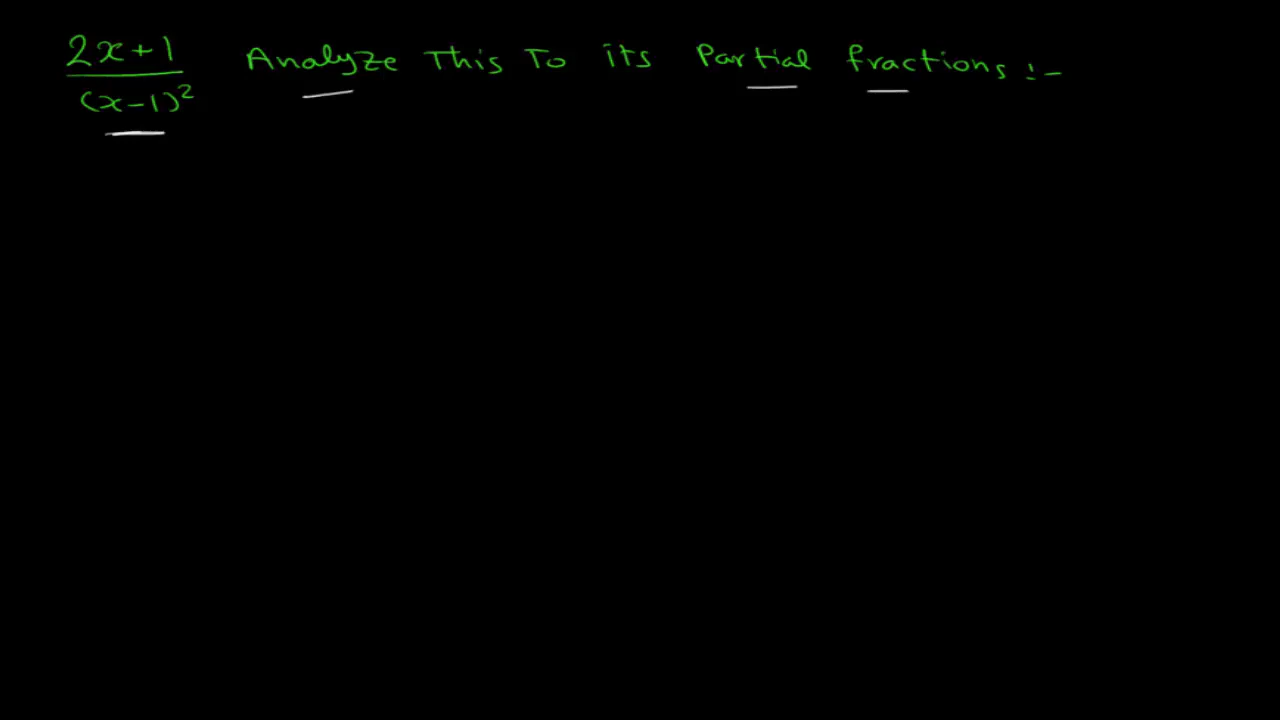 2x+1 Analyze This To its Partial fractions :-
(x-1)²